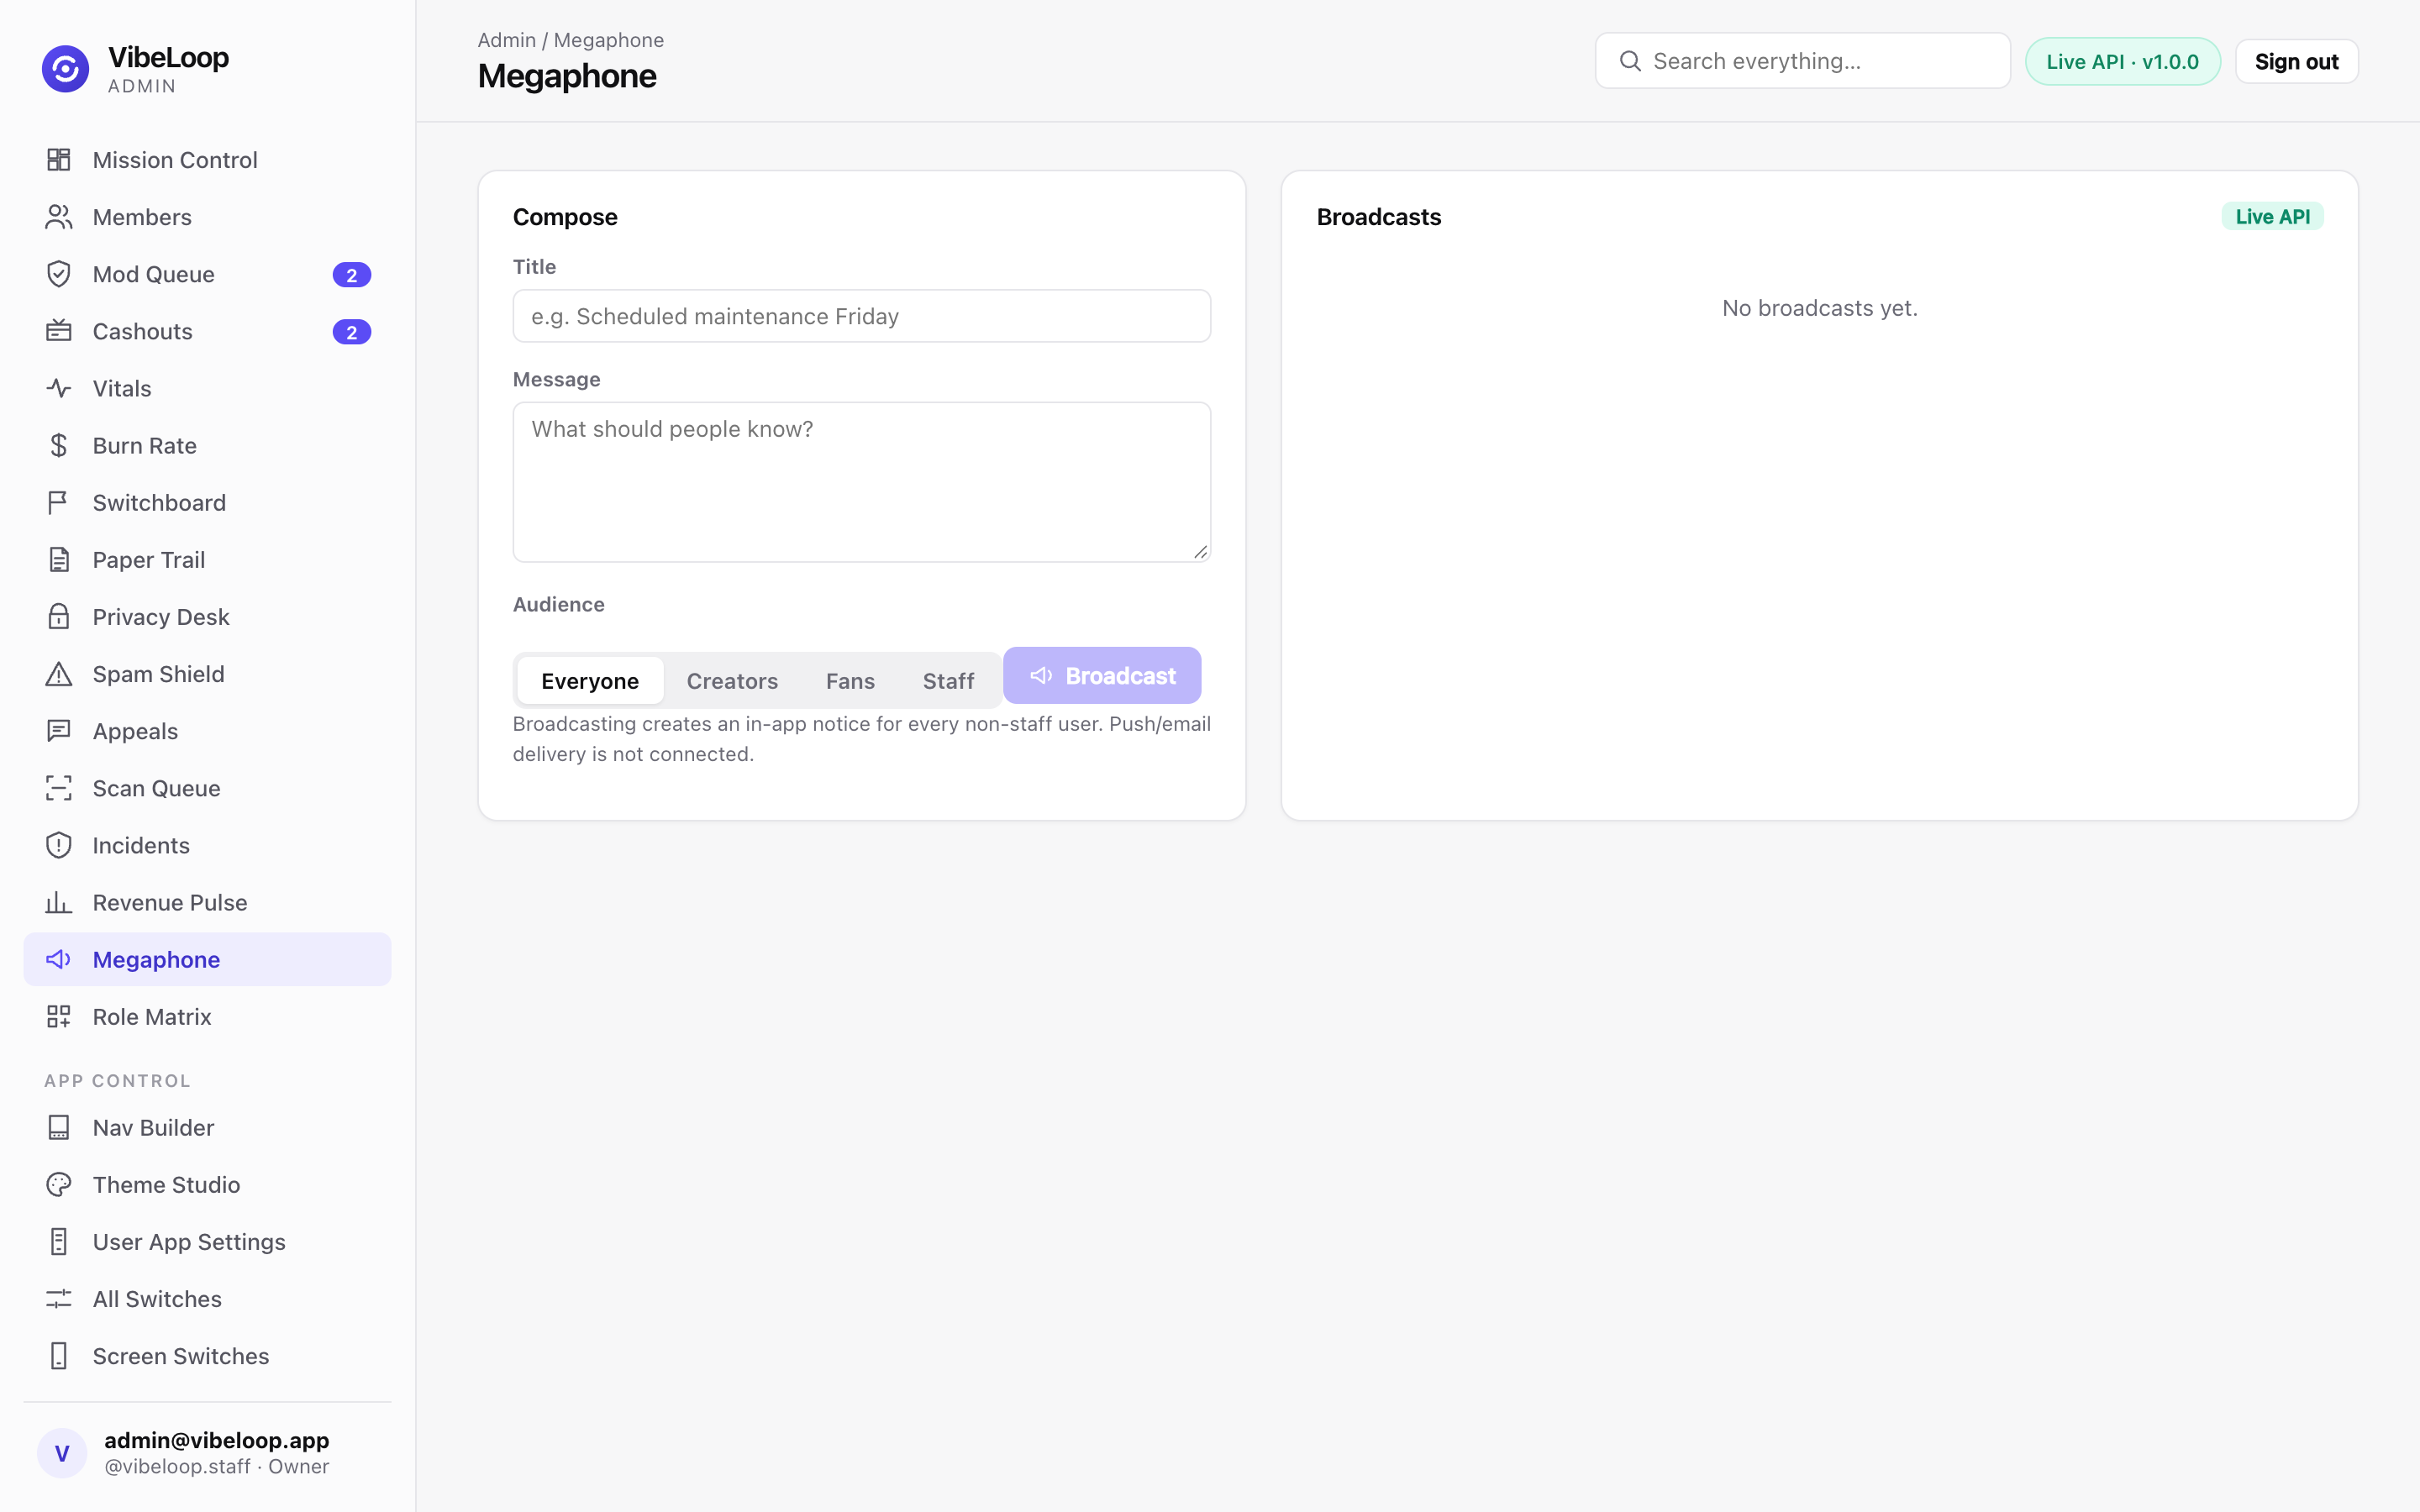 VibeLoop
ADMIN
Mission Control
Members
Mod Queue 2
Cashouts 2
Vitals
Burn Rate
Switchboard
Paper Trail
Privacy Desk
Spam Shield
Appeals
Scan Queue
Incidents
Revenue Pulse
Megaphone
Role Matrix
APP CONTROL
Nav Builder
Theme Studio
User App Settings
All Switches
Screen Switches
V
admin@vibeloop.app
@vibeloop.staff · Owner
Admin / Megaphone
Megaphone
Search everything...
Live API · v1.0.0
Sign out
Compose
Title
e.g. Scheduled maintenance Friday
Message
What should people know?
Audience
Everyone Creators Fans Staff Broadcast
Broadcasting creates an in-app notice for every non-staff user. Push/email
delivery is not connected.
Broadcasts
Live API
No broadcasts yet.